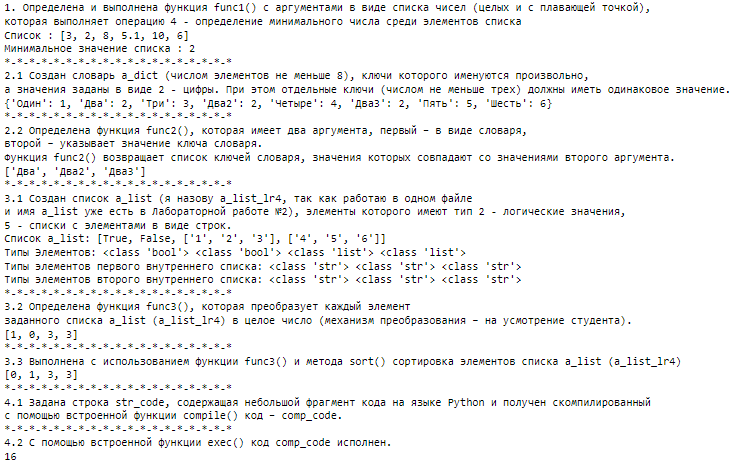 1. Определена и выполнена функция func1() с аргументами в виде списка чисел (целых и с плавающей точкой),
которая выполняет операцию 4 - определение минимального числа среди элементов списка
Список : [3, 2, 8, 5.1, 10, 6]
Минимальное значение списка : 2
*-*-*-*-*-*-*-*-*-*-*-*-*-*-*-*-*-*-*
2.1 Создан словарь a_dict (числом элементов не меньше 8), ключи которого именуются произвольно,
а значения заданы в виде 2 - цифры. При этом отдельные ключи (числом не меньше трех) должны иметь одинаковое значение.
{'Один': 1, 'Два': 2, 'Три': 3, 'Два2': 2, 'Четыре': 4, 'Два3': 2, 'Пять': 5, 'Шесть': 6}
*-*-*-*-*-*-*-*-*-*-*-*-*-*-*-*-*-*-*
2.2 Определена функция func2(), которая имеет два аргумента, первый – в виде словаря,
второй – указывает значение ключа словаря.
Функция func2() возвращает список ключей словаря, значения которых совпадают со значениями второго аргумента.
['Два', 'Два2', 'Два3']
*-*-*-*-*-*-*-*-*-*-*-*-*-*-*-*-*-*-*
3.1 Создан список a_list (я назову a_list_lr4, так как работаю в одном файле
и имя a_list уже есть в Лабораторной работе №2), элементы которого имеют тип 2 - логические значения,
5 - списки с элементами в виде строк.
Список a_list: [True, False, ['1', '2', '3'], ['4', '5', '6']]
Типы элементов: <class 'bool'> <class 'bool'> <class 'list'> <class 'list'>
Типы элементов первого внутреннего списка: <class 'str'> <class 'str'> <class 'str'>
Типы элементов второго внутреннего списка: <class 'str'> <class 'str'> <class 'str'>
*-*-*-*-*-*-*-*-*-*-*-*-*-*-*-*-*-*-*
3.2 Определена функция func3(), которая преобразует каждый элемент
заданного списка a_list (a_list_lr4) в целое число (механизм преобразования – на усмотрение студента).
[1, 0, 3, 3]
*-*-*-*-*-*-*-*-*-*-*-*-*-*-*-*-*-*-*
3.3 Выполнена с использованием функции func3() и метода sort() сортировка элементов списка a_list (a_list_lr4)
[0, 1, 3, 3]
*-*-*-*-*-*-*-*-*-*-*-*-*-*-*-*-*-*-*
4.1 Задана строка str_code, содержащая небольшой фрагмент кода на языке Python и получен скомпилированный
с помощью встроенной функции compile() код – comp_code.
*-*-*-*-*-*-*-*-*-*-*-*-*-*-*-*-*-*-*
4.2 С помощью встроенной функции exec() код comp_code исполнен.
16